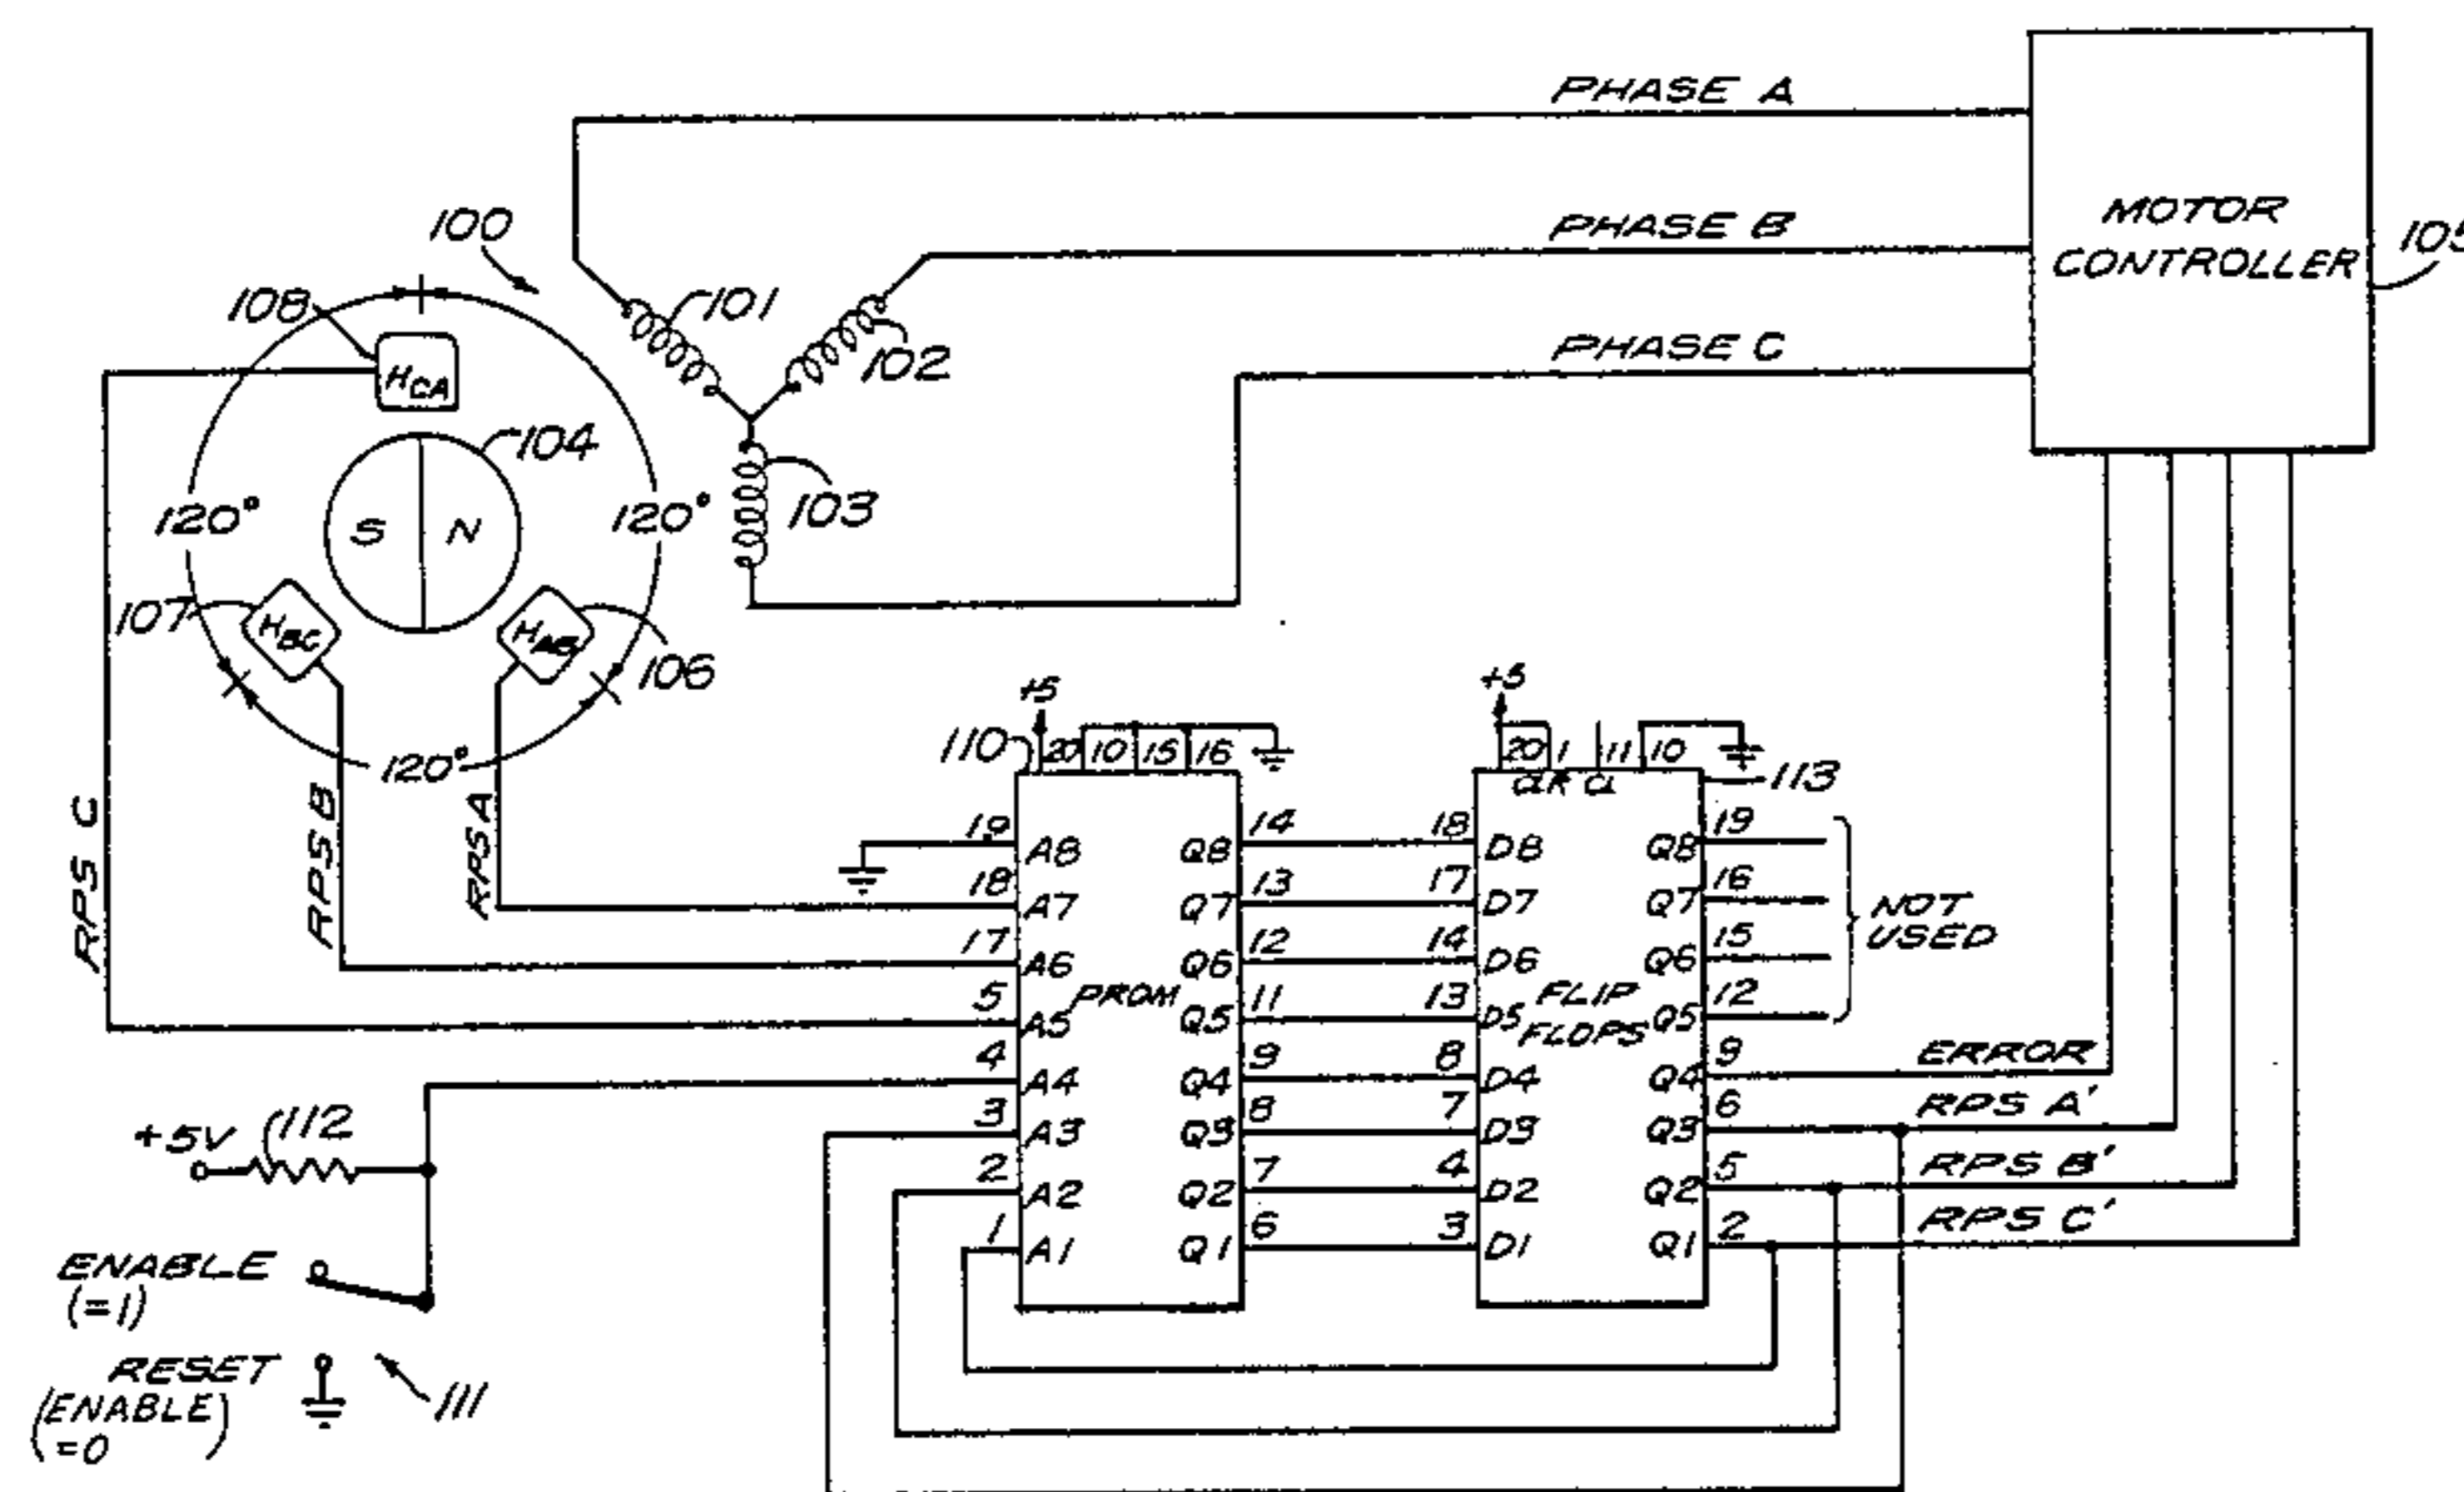 PHASE A
PHASE B
PHASE C
MOTOR
CONTROLLER
105
100
101
102
103
108
HCA
104
S N
120°
120°
120°
107
HBC
HAB
106
RPS C
RPS B
RPS A
110
+5
20 10 15 16
+5
20 1 11 10
CLR CL
113
19 A8 Q8 14 18 D8 Q8 19
18 A7 Q7 13 17 D7 Q7 16
17 A6 Q6 12 14 D6 Q6 15
5 A5 Q5 11 13 D5 Q5 12
4 A4 Q4 9 8 D4 Q4 9
3 A3 Q3 8 7 D3 Q3 6
2 A2 Q2 7 4 D2 Q2 5
1 A1 Q1 6 3 D1 Q1 2
PROM
FLIP
FLOPS
NOT
USED
ERROR
RPS A'
RPS B'
RPS C'
+5V
112
ENABLE
(=1)
RESET
(ENABLE)
=0
111